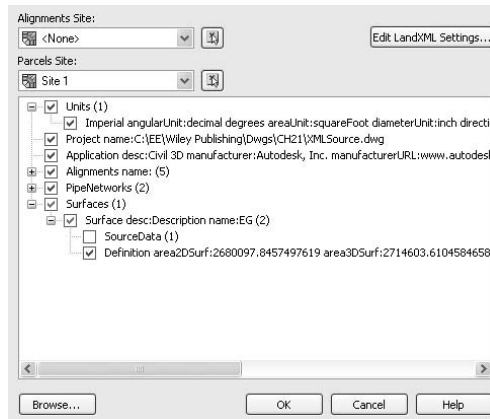 Alignments Site:
<None>
Edit LandXML Settings...
Parcels Site:
Site 1
Units (1)
Imperial angularUnit:decimal degrees areaUnit:squareFoot diameterUnit:inch directi
Project name:C:\EE\Wiley Publishing\Dwgs\CH21\XMLSource.dwg
Application desc:Civil 3D manufacturer:Autodesk, Inc. manufacturerURL:www.autodesl
Alignments name: (5)
PipeNetworks (2)
Surfaces (1)
Surface desc:Description name:EG (2)
SourceData (1)
Definition area2DSurf:2680097.8457497619 area3DSurf:2714603.6104584658
Browse...
OK
Cancel
Help